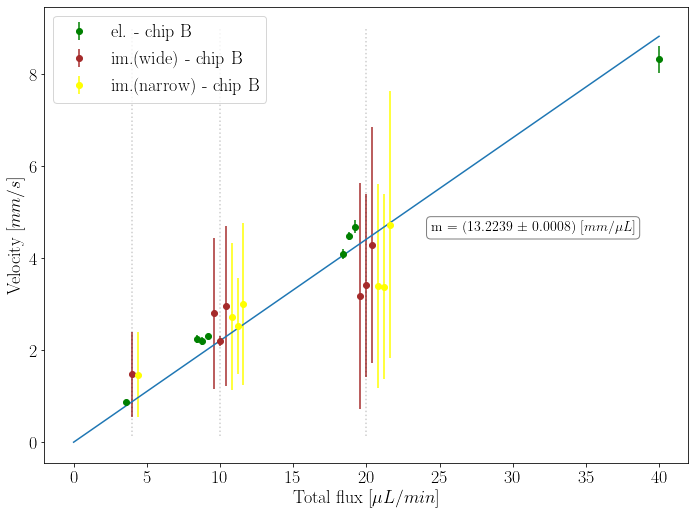 el. - chip B
im.(wide) - chip B
im.(narrow) - chip B
8
6
4
2
0
Velocity [mm/s]
m = (13.2239 ± 0.0008) [mm/μL]
0 5 10 15 20 25 30 35 40
Total flux [μL/min]